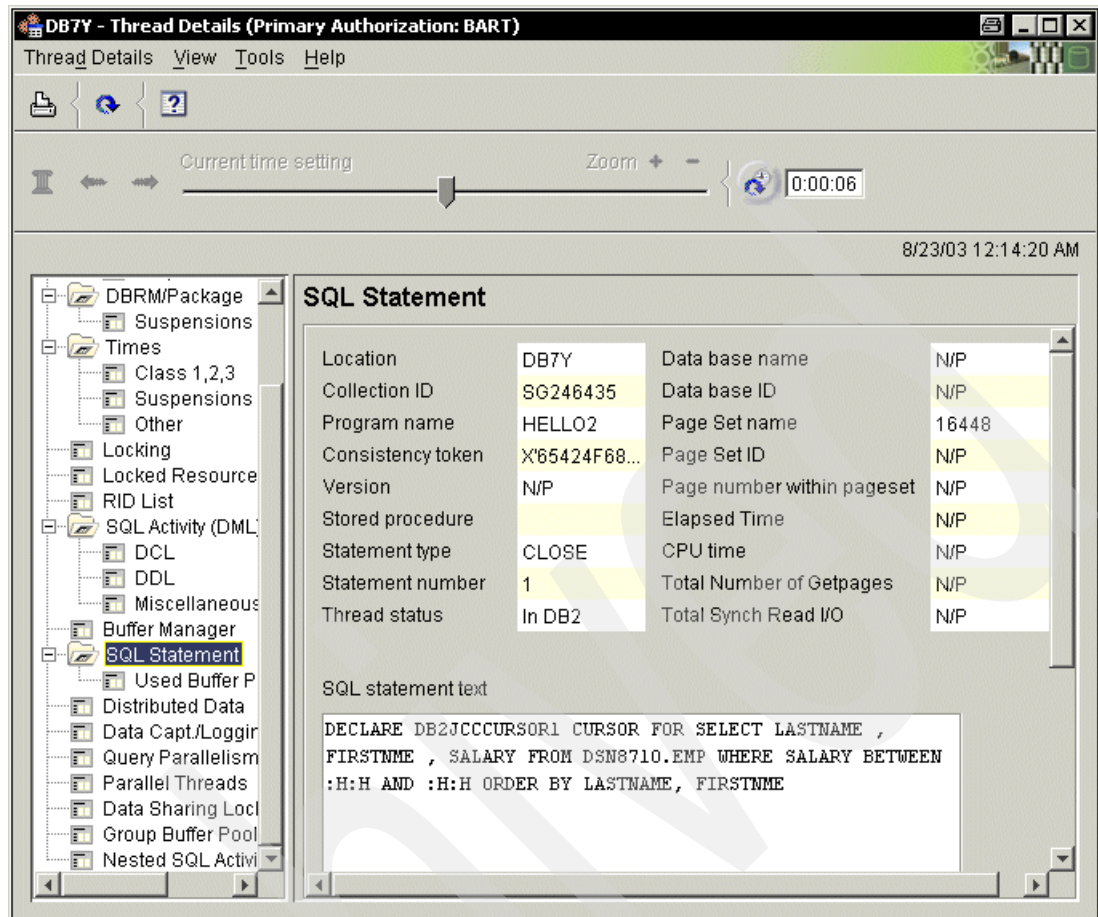 DB7Y - Thread Details (Primary Authorization: BART)
Thread Details View Tools Help
Current time setting
Zoom + -
0:00:06
8/23/03 12:14:20 AM
DBRM/Package
Suspensions
Times
Class 1,2,3
Suspensions
Other
Locking
Locked Resource
RID List
SQL Activity (DML)
DCL
DDL
Miscellaneous
Buffer Manager
SQL Statement
Used Buffer P
Distributed Data
Data Capt./Loggin
Query Parallelism
Parallel Threads
Data Sharing Locl
Group Buffer Pool
Nested SQL Activi
SQL Statement
Location DB7Y Data base name N/P
Collection ID SG246435 Data base ID N/P
Program name HELLO2 Page Set name 16448
Consistency token X'65424F68... Page Set ID N/P
Version N/P Page number within pageset N/P
Stored procedure Elapsed Time N/P
Statement type CLOSE CPU time N/P
Statement number 1 Total Number of Getpages N/P
Thread status In DB2 Total Synch Read I/O N/P
SQL statement text
DECLARE DB2JCCCURSOR1 CURSOR FOR SELECT LASTNAME ,
FIRSTNME , SALARY FROM DSN8710.EMP WHERE SALARY BETWEEN
:H:H AND :H:H ORDER BY LASTNAME, FIRSTNME